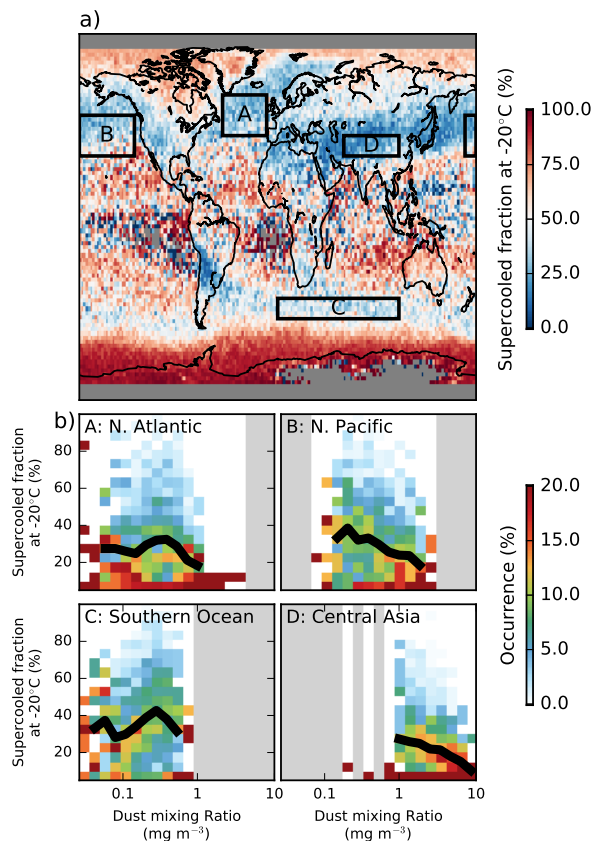 a)
A
B
D
C
100.0
75.0
50.0
25.0
0.0
Supercooled fraction at -20°C (%)
b)
A: N. Atlantic
B: N. Pacific
80
60
40
20
Supercooled fraction
at -20°C (%)
C: Southern Ocean
D: Central Asia
80
60
40
20
Supercooled fraction
at -20°C (%)
0.1
1
10
0.1
1
10
Dust mixing Ratio
(mg m⁻³)
Dust mixing Ratio
(mg m⁻³)
20.0
15.0
10.0
5.0
0.0
Occurrence (%)